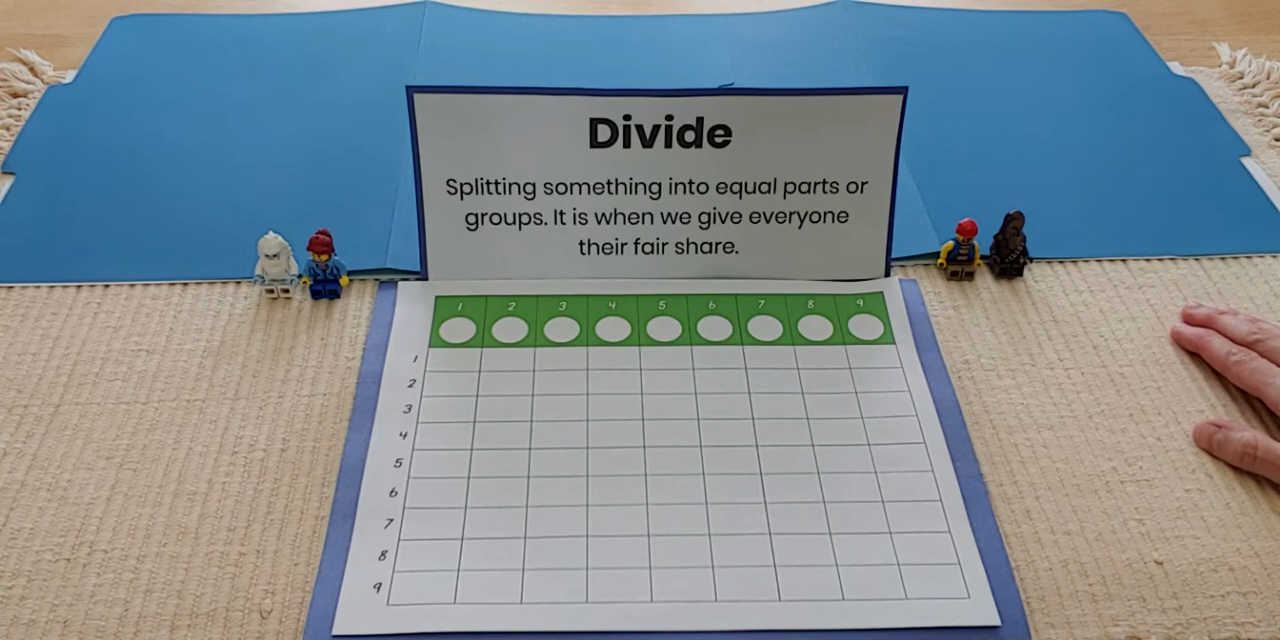 Divide
Splitting something into equal parts or
groups. It is when we give everyone
their fair share.
1 2 3 4 5 6 7 8 9
1
2
3
4
5
6
7
8
9